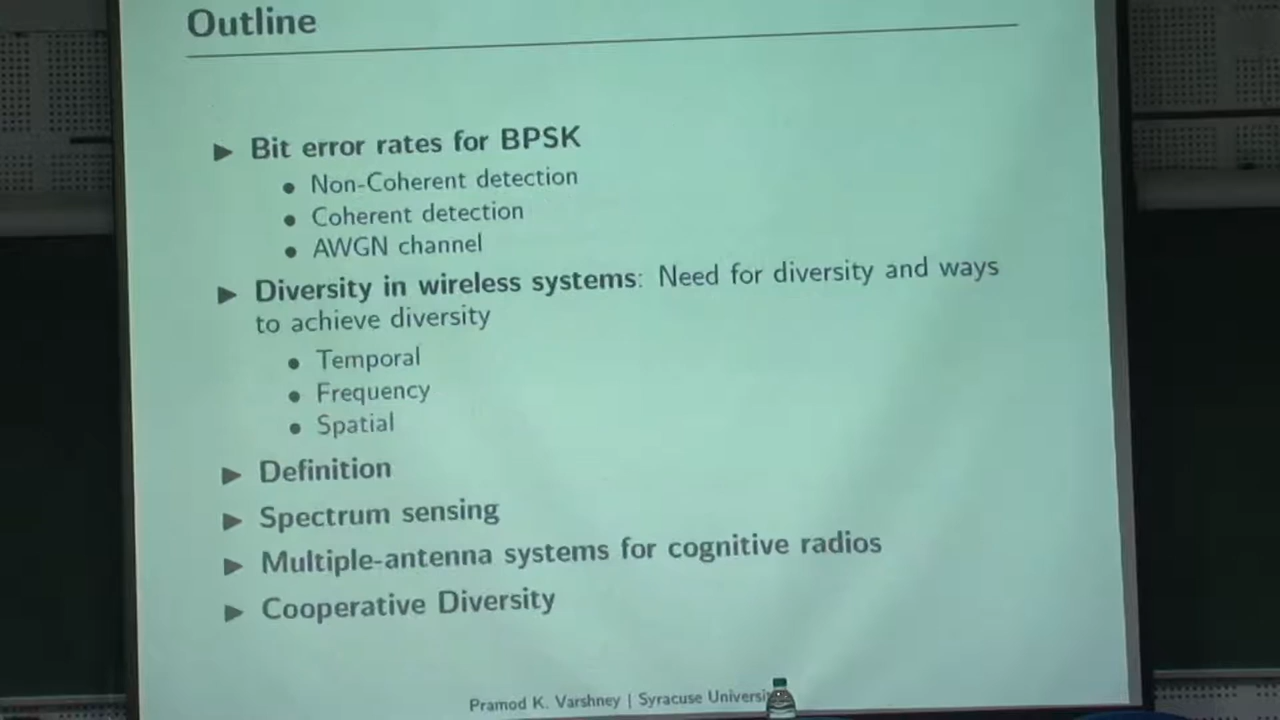 Outline
▶ Bit error rates for BPSK
• Non-Coherent detection
• Coherent detection
• AWGN channel
▶ Diversity in wireless systems: Need for diversity and ways
to achieve diversity
• Temporal
• Frequency
• Spatial
▶ Definition
▶ Spectrum sensing
▶ Multiple-antenna systems for cognitive radios
▶ Cooperative Diversity
Pramod K. Varshney | Syracuse Universi